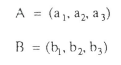 A = (a₁, a₂, a₃)
B = (b₁, b₂, b₃)